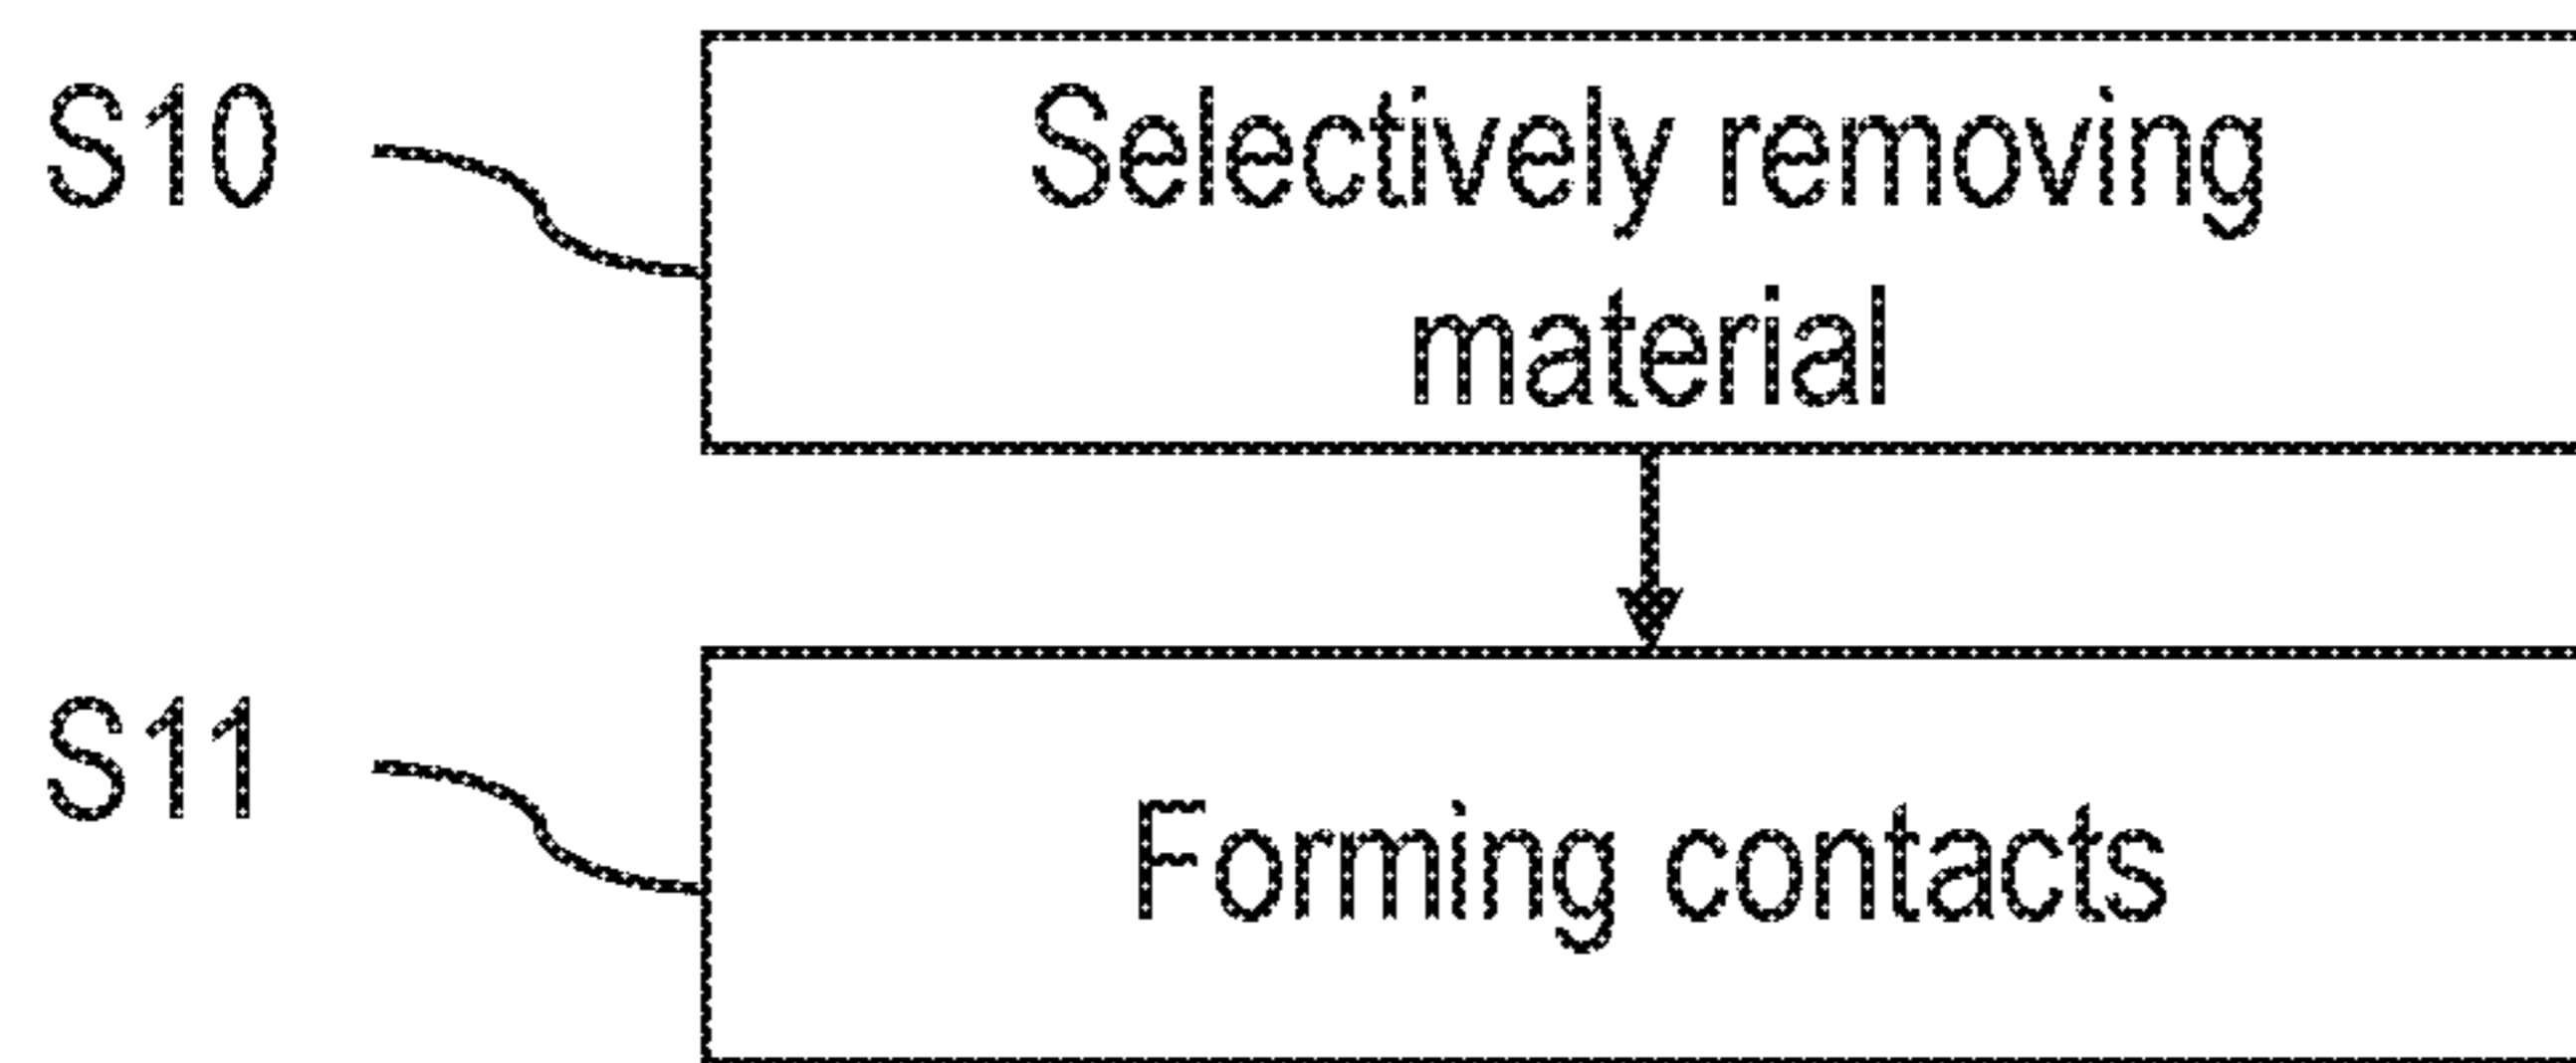 S10
Selectively removing
material
S11
Forming contacts